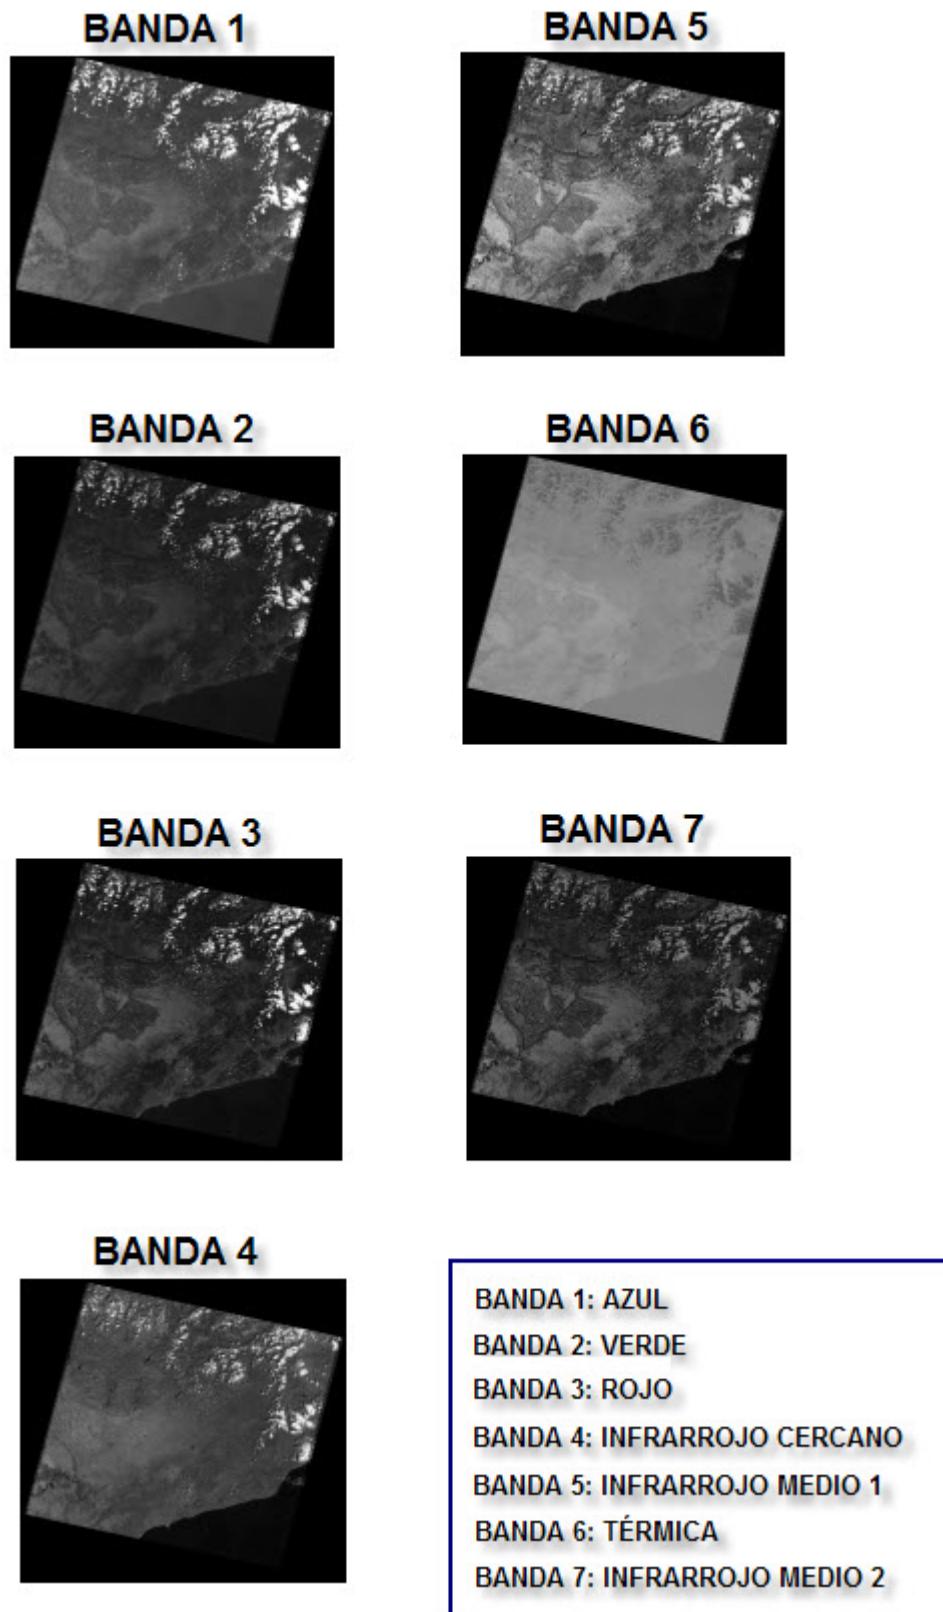 BANDA 1
BANDA 5
BANDA 2
BANDA 6
BANDA 3
BANDA 7
BANDA 4
BANDA 1: AZUL
BANDA 2: VERDE
BANDA 3: ROJO
BANDA 4: INFRARROJO CERCANO
BANDA 5: INFRARROJO MEDIO 1
BANDA 6: TÉRMICA
BANDA 7: INFRARROJO MEDIO 2